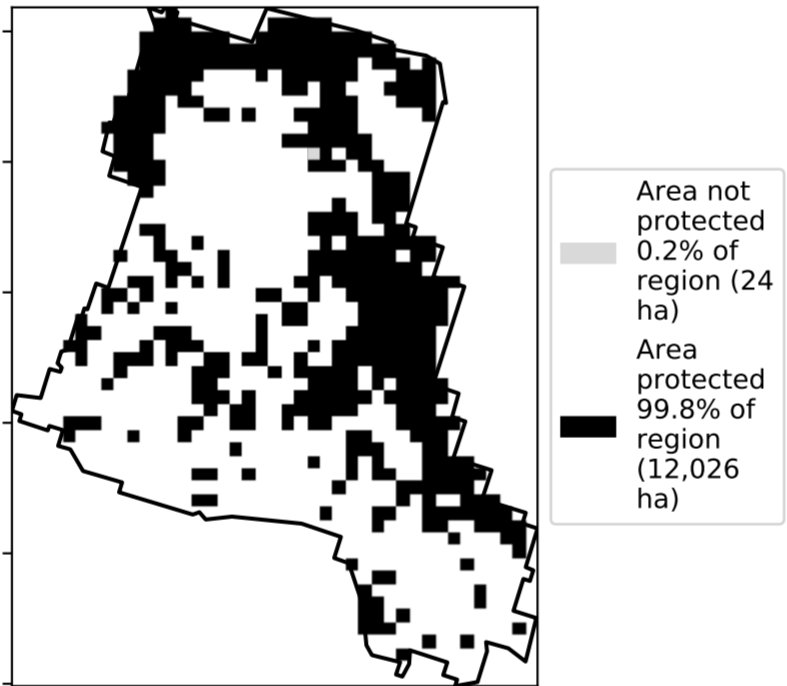 Area not
protected
0.2% of
region (24
ha)
Area
protected
99.8% of
region
(12,026
ha)